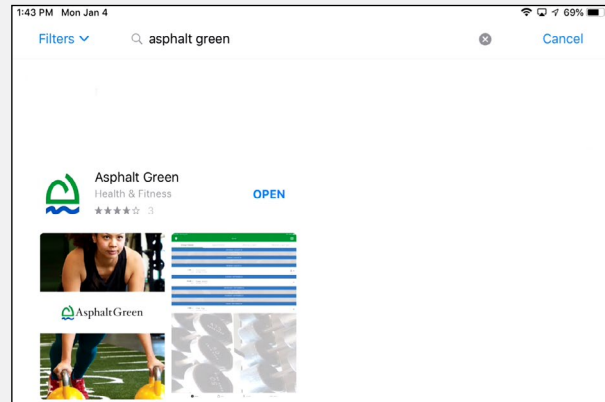 1:43 PM Mon Jan 4
69%
Filters
asphalt green
Cancel
Asphalt Green
Health & Fitness
OPEN
3
AsphaltGreen